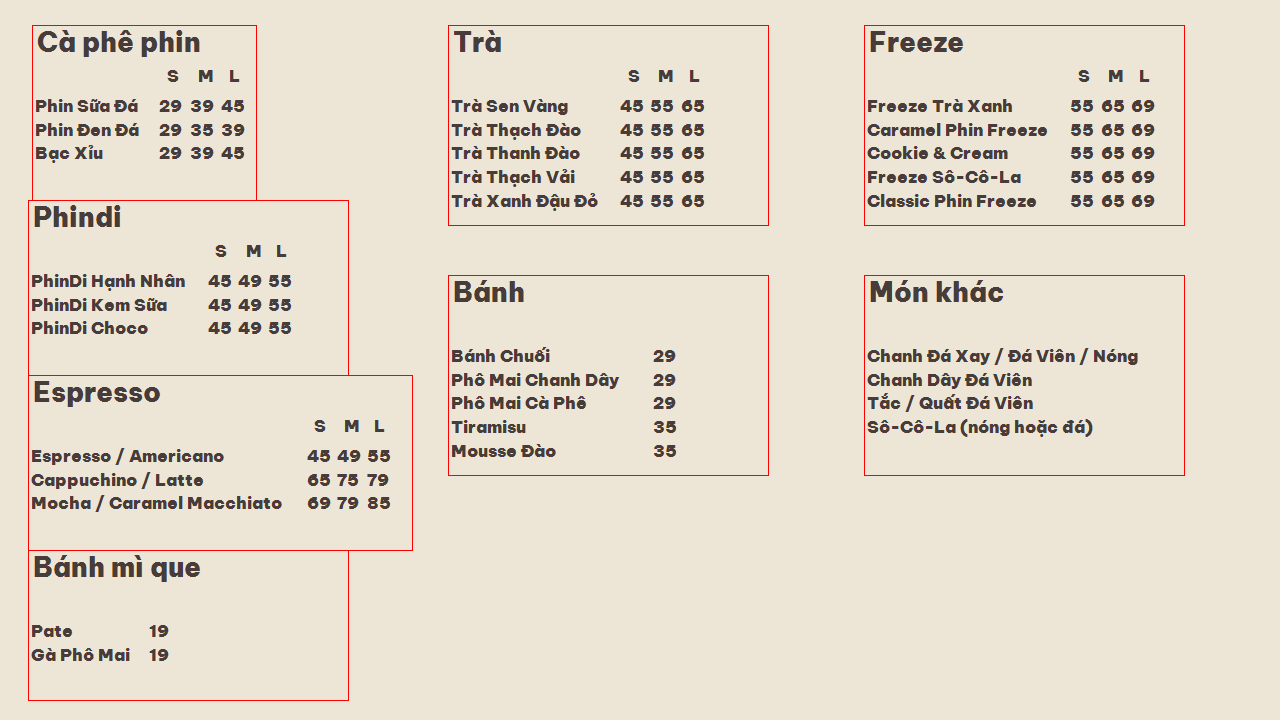 Cà phê phin
S M L
Phin Sữa Đá 29 39 45
Phin Đen Đá 29 35 39
Bạc Xỉu 29 39 45
Phindi
S M L
PhinDi Hạnh Nhân 45 49 55
PhinDi Kem Sữa 45 49 55
PhinDi Choco 45 49 55
Espresso
S M L
Espresso / Americano 45 49 55
Cappuchino / Latte 65 75 79
Mocha / Caramel Macchiato 69 79 85
Bánh mì que
Pate 19
Gà Phô Mai 19
Trà
S M L
Trà Sen Vàng 45 55 65
Trà Thạch Đào 45 55 65
Trà Thanh Đào 45 55 65
Trà Thạch Vải 45 55 65
Trà Xanh Đậu Đỏ 45 55 65
Bánh
Bánh Chuối 29
Phô Mai Chanh Dây 29
Phô Mai Cà Phê 29
Tiramisu 35
Mousse Đào 35
Freeze
S M L
Freeze Trà Xanh 55 65 69
Caramel Phin Freeze 55 65 69
Cookie & Cream 55 65 69
Freeze Sô-Cô-La 55 65 69
Classic Phin Freeze 55 65 69
Món khác
Chanh Đá Xay / Đá Viên / Nóng
Chanh Dây Đá Viên
Tắc / Quất Đá Viên
Sô-Cô-La (nóng hoặc đá)